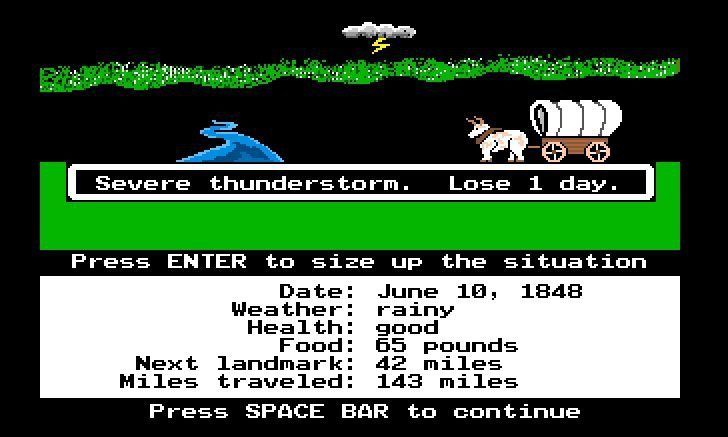 Severe thunderstorm. Lose 1 day.
Press ENTER to size up the situation
Date: June 10, 1848
Weather: rainy
Health: good
Food: 65 pounds
Next landmark: 42 miles
Miles traveled: 143 miles
Press SPACE BAR to continue